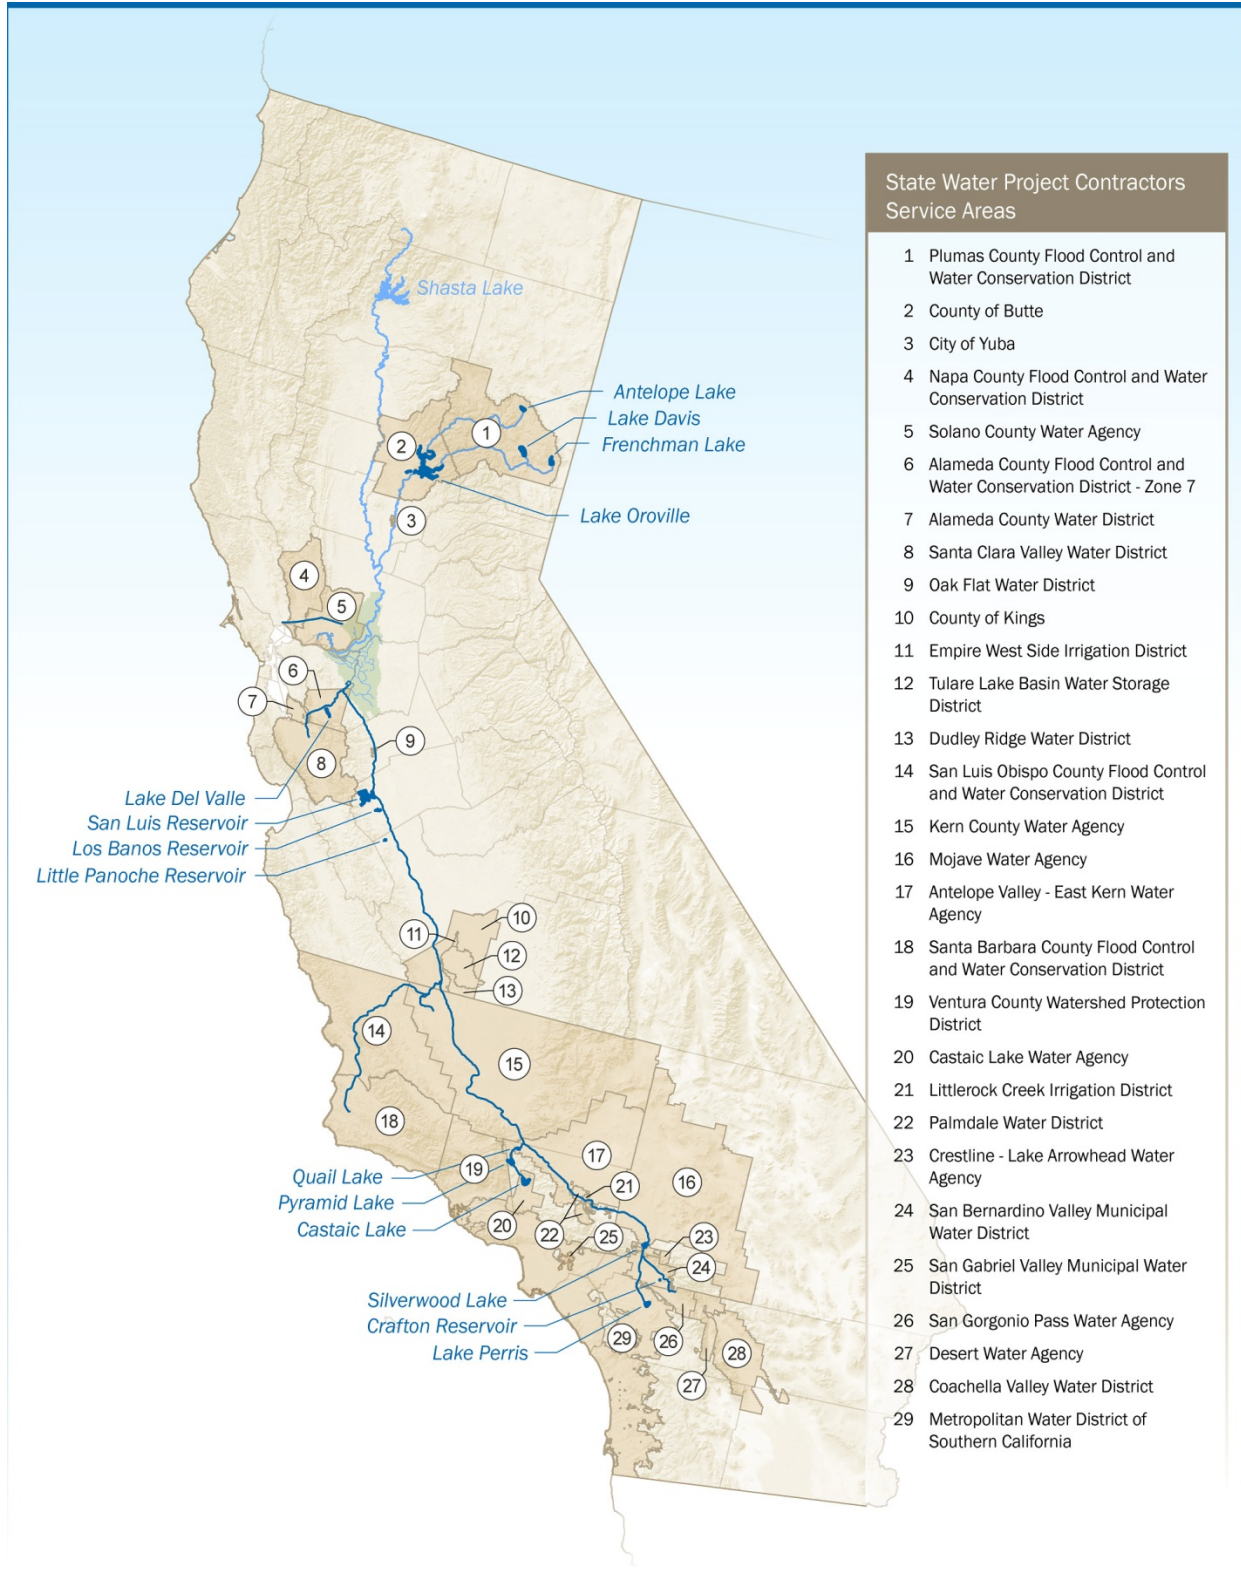 State Water Project Contractors
Service Areas
1 Plumas County Flood Control and
Water Conservation District
2 County of Butte
3 City of Yuba
4 Napa County Flood Control and Water
Conservation District
5 Solano County Water Agency
6 Alameda County Flood Control and
Water Conservation District - Zone 7
7 Alameda County Water District
8 Santa Clara Valley Water District
9 Oak Flat Water District
10 County of Kings
11 Empire West Side Irrigation District
12 Tulare Lake Basin Water Storage
District
13 Dudley Ridge Water District
14 San Luis Obispo County Flood Control
and Water Conservation District
15 Kern County Water Agency
16 Mojave Water Agency
17 Antelope Valley - East Kern Water
Agency
18 Santa Barbara County Flood Control
and Water Conservation District
19 Ventura County Watershed Protection
District
20 Castaic Lake Water Agency
21 Littlerock Creek Irrigation District
22 Palmdale Water District
23 Crestline - Lake Arrowhead Water
Agency
24 San Bernardino Valley Municipal
Water District
25 San Gabriel Valley Municipal Water
District
26 San Gorgonio Pass Water Agency
27 Desert Water Agency
28 Coachella Valley Water District
29 Metropolitan Water District of
Southern California
Shasta Lake
Antelope Lake
Lake Davis
1
2
Frenchman Lake
Lake Oroville
3
4
5
6
7
9
8
Lake Del Valle
San Luis Reservoir
Los Banos Reservoir
Little Panoche Reservoir
10
11
12
13
14
15
18
17
19
Quail Lake
16
21
Pyramid Lake
20
Castaic Lake
22
25
23
24
Silverwood Lake
Crafton Reservoir
29
26
Lake Perris
28
27